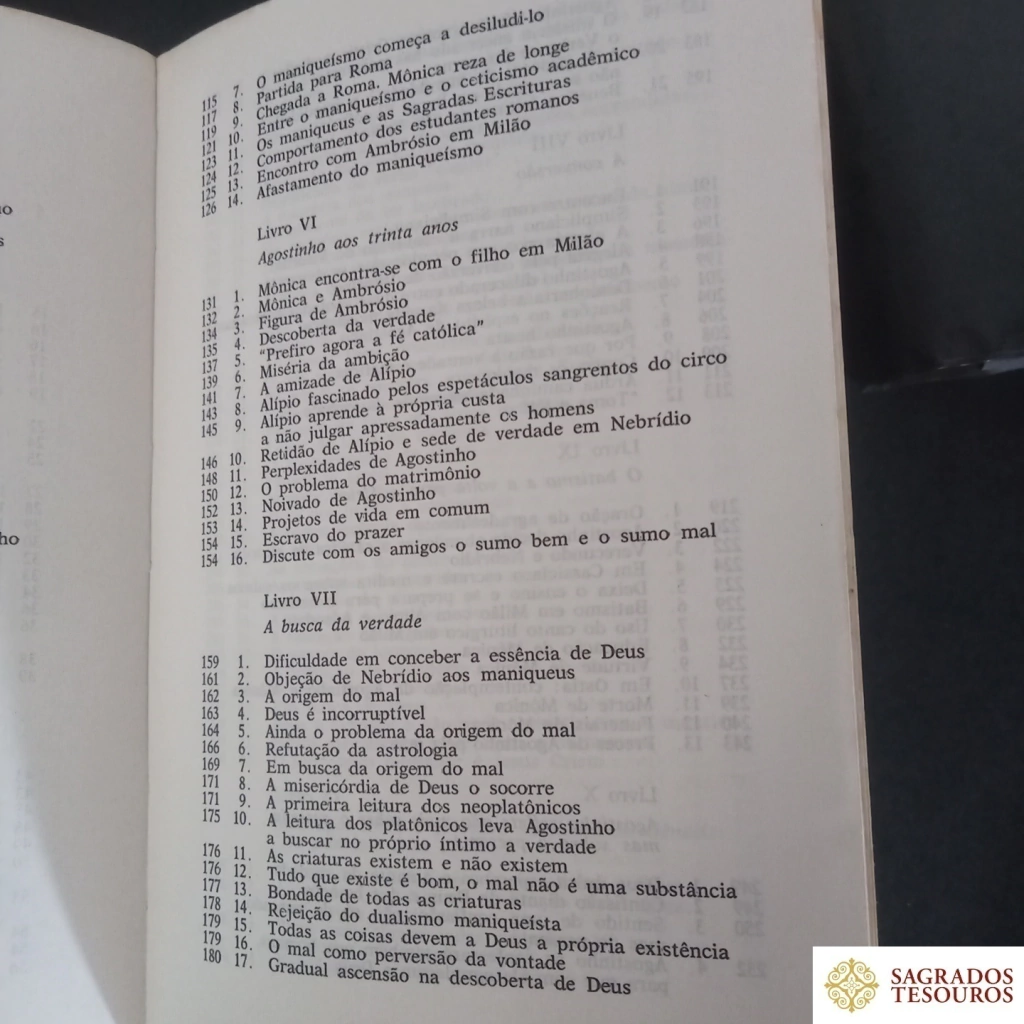 115 7. O maniqueísmo começa a desiludi-lo
117 8. Partida para Roma
119 9. Chegada a Roma. Mônica reza de longe
121 10. Entre o maniqueísmo e o ceticismo acadêmico
123 11. Os maniqueus e as Sagradas Escrituras
124 12. Comportamento dos estudantes romanos
125 13. Encontro com Ambrósio em Milão
126 14. Afastamento do maniqueísmo
Livro VI
Agostinho aos trinta anos
131 1. Mônica encontra-se com o filho em Milão
132 2. Mônica e Ambrósio
134 3. Figura de Ambrósio
135 4. Descoberta da verdade
137 5. "Prefiro agora a fé católica"
139 6. Miséria da ambição
141 7. A amizade de Alípio
143 8. Alípio fascinado pelos espetáculos sangrentos do circo
145 9. Alípio aprende à própria custa
a não julgar apressadamente os homens
146 10. Retidão de Alípio e sede de verdade em Nebrídio
148 11. Perplexidades de Agostinho
150 12. O problema do matrimônio
152 13. Noivado de Agostinho
153 14. Projetos de vida em comum
154 15. Escravo do prazer
154 16. Discute com os amigos o sumo bem e o sumo mal
Livro VII
A busca da verdade
159 1. Dificuldade em conceber a essência de Deus
161 2. Objeção de Nebrídio aos maniqueus
162 3. A origem do mal
163 4. Deus é incorruptível
164 5. Ainda o problema da origem do mal
166 6. Refutação da astrologia
169 7. Em busca da origem do mal
171 8. A misericórdia de Deus o socorre
171 9. A primeira leitura dos neoplatônicos
175 10. A leitura dos platônicos leva Agostinho
a buscar no próprio íntimo a verdade
176 11. As criaturas existem e não existem
176 12. Tudo que existe é bom, o mal não é uma substância
177 13. Bondade de todas as criaturas
178 14. Rejeição do dualismo maniqueísta
179 15. Todas as coisas devem a Deus a própria existência
179 16. O mal como perversão da vontade
180 17. Gradual ascensão na descoberta de Deus
SAGRADOS
TESOUROS